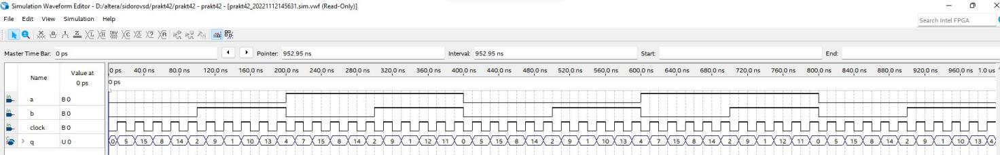 Simulation Waveform Editor - D:/altera/sidorovsd/prakt42/prakt42 - prakt42 - [prakt42_20221112145631.sim.vwf (Read-Only)]
File Edit View Simulation Help
Search Intel FPGA
Master Time Bar: 0 ps Pointer: 952.95 ns Interval: 952.95 ns Start: End:
Name Value at 0 ps
0 ps 40.0 ns 80.0 ns 120.0 ns 160.0 ns 200.0 ns 240.0 ns 280.0 ns 320.0 ns 360.0 ns 400.0 ns 440.0 ns 480.0 ns 520.0 ns 560.0 ns 600.0 ns 640.0 ns 680.0 ns 720.0 ns 760.0 ns 800.0 ns 840.0 ns 880.0 ns 920.0 ns 960.0 ns 1.0 us
0 ps
in a B 0
in b B 0
in clock B 0
q U 0 0 5 15 8 14 2 9 1 10 13 4 7 15 8 14 2 9 1 12 11 0 5 15 8 14 2 9 1 10 13 4 7 15 8 14 2 9 1 12 11 0 5 15 8 14 2 9 1 10 13 4